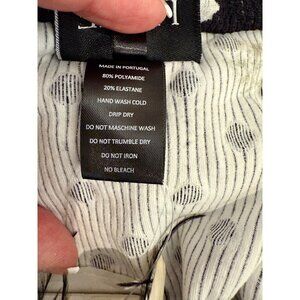 MADE IN PORTUGAL
80% POLYAMIDE
20% ELASTANE
HAND WASH COLD
DRIP DRY
DO NOT MASCHINE WASH
DO NOT TRUMBLE DRY
DO NOT IRON
NO BLEACH